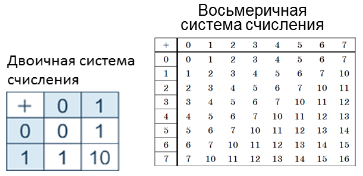 Восьмеричная
система счисления
Двоичная система
счисления
+ 0 1
0 0 1
1 1 10
+ 0 1 2 3 4 5 6 7
0 0 1 2 3 4 5 6 7
1 1 2 3 4 5 6 7 10
2 2 3 4 5 6 7 10 11
3 3 4 5 6 7 10 11 12
4 4 5 6 7 10 11 12 13
5 5 6 7 10 11 12 13 14
6 6 7 10 11 12 13 14 15
7 7 10 11 12 13 14 15 16